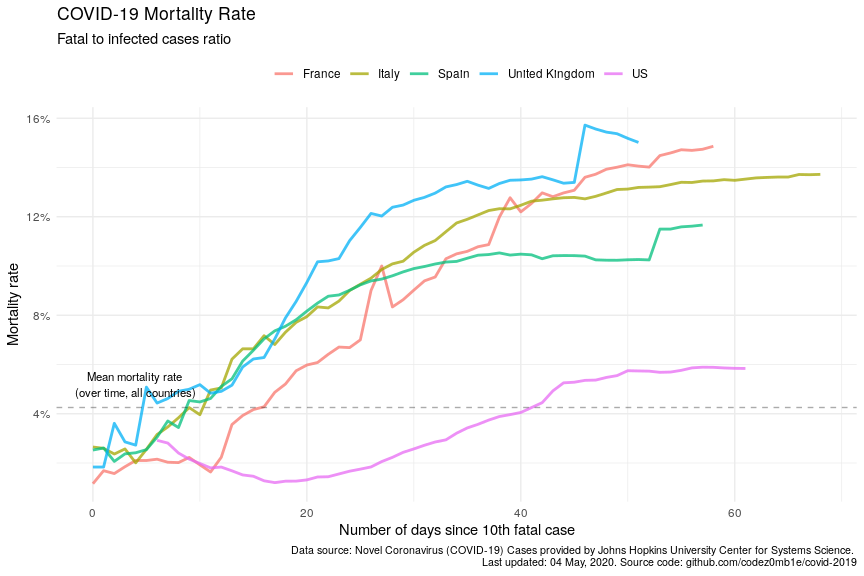 COVID-19 Mortality Rate
Fatal to infected cases ratio
France Italy Spain United Kingdom US
16%
12%
8%
4%
Mortality rate
Mean mortality rate
(over time, all countries)
0 20 40 60
Number of days since 10th fatal case
Data source: Novel Coronavirus (COVID-19) Cases provided by Johns Hopkins University Center for Systems Science.
Last updated: 04 May, 2020. Source code: github.com/codez0mb1e/covid-2019